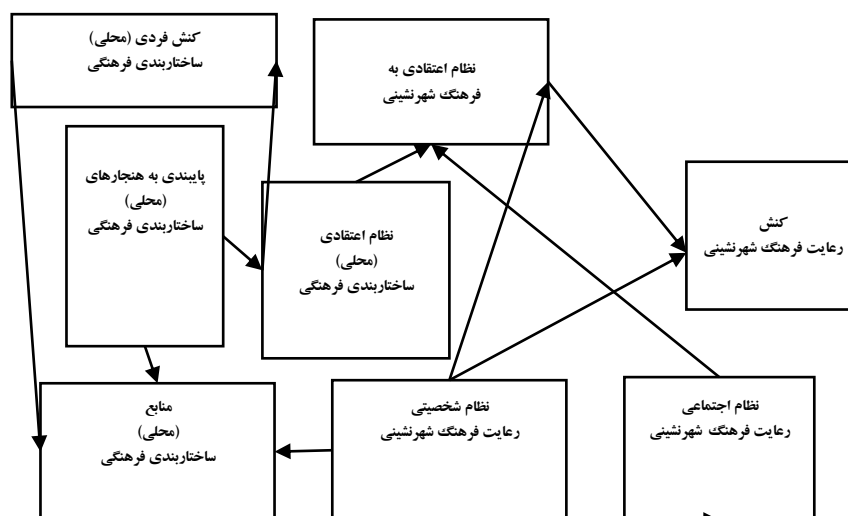 کنش فردی (محلی)
ساختاربندی فرهنگی
نظام اعتقادی به
فرهنگ شهرنشینی
پایبندی به هنجارهای
(محلی)
ساختاربندی فرهنگی
نظام اعتقادی
(محلی)
ساختاربندی فرهنگی
کنش
رعایت فرهنگ شهرنشینی
منابع
(محلی)
ساختاربندی فرهنگی
نظام شخصیتی
رعایت فرهنگ شهرنشینی
نظام اجتماعی
رعایت فرهنگ شهرنشینی